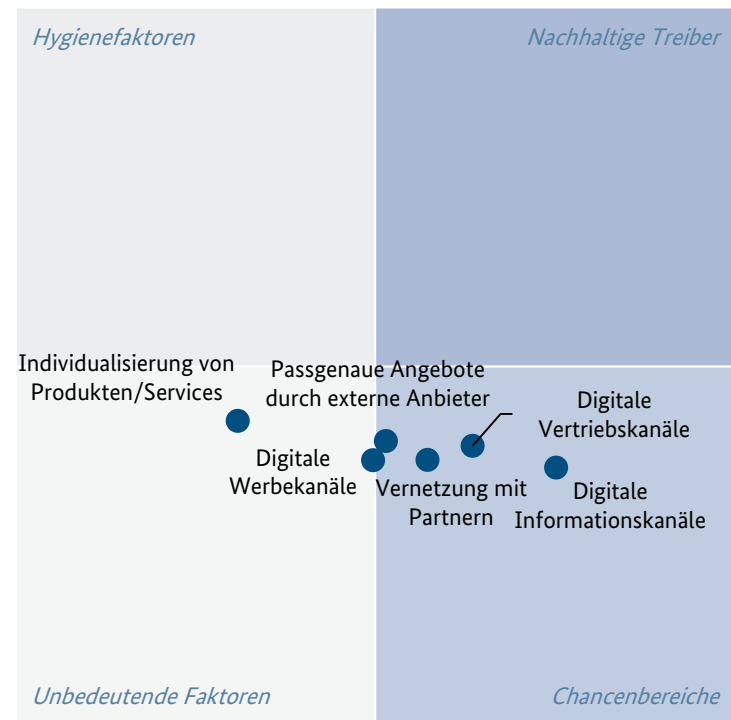 Hygienefaktoren
Nachhaltige Treiber
Individualisierung von
Produkten/Services
Passgenaue Angebote
durch externe Anbieter
Digitale
Vertriebskanäle
Digitale
Werbekanäle
Vernetzung mit
Partnern
Digitale
Informationskanäle
Unbedeutende Faktoren
Chancenbereiche